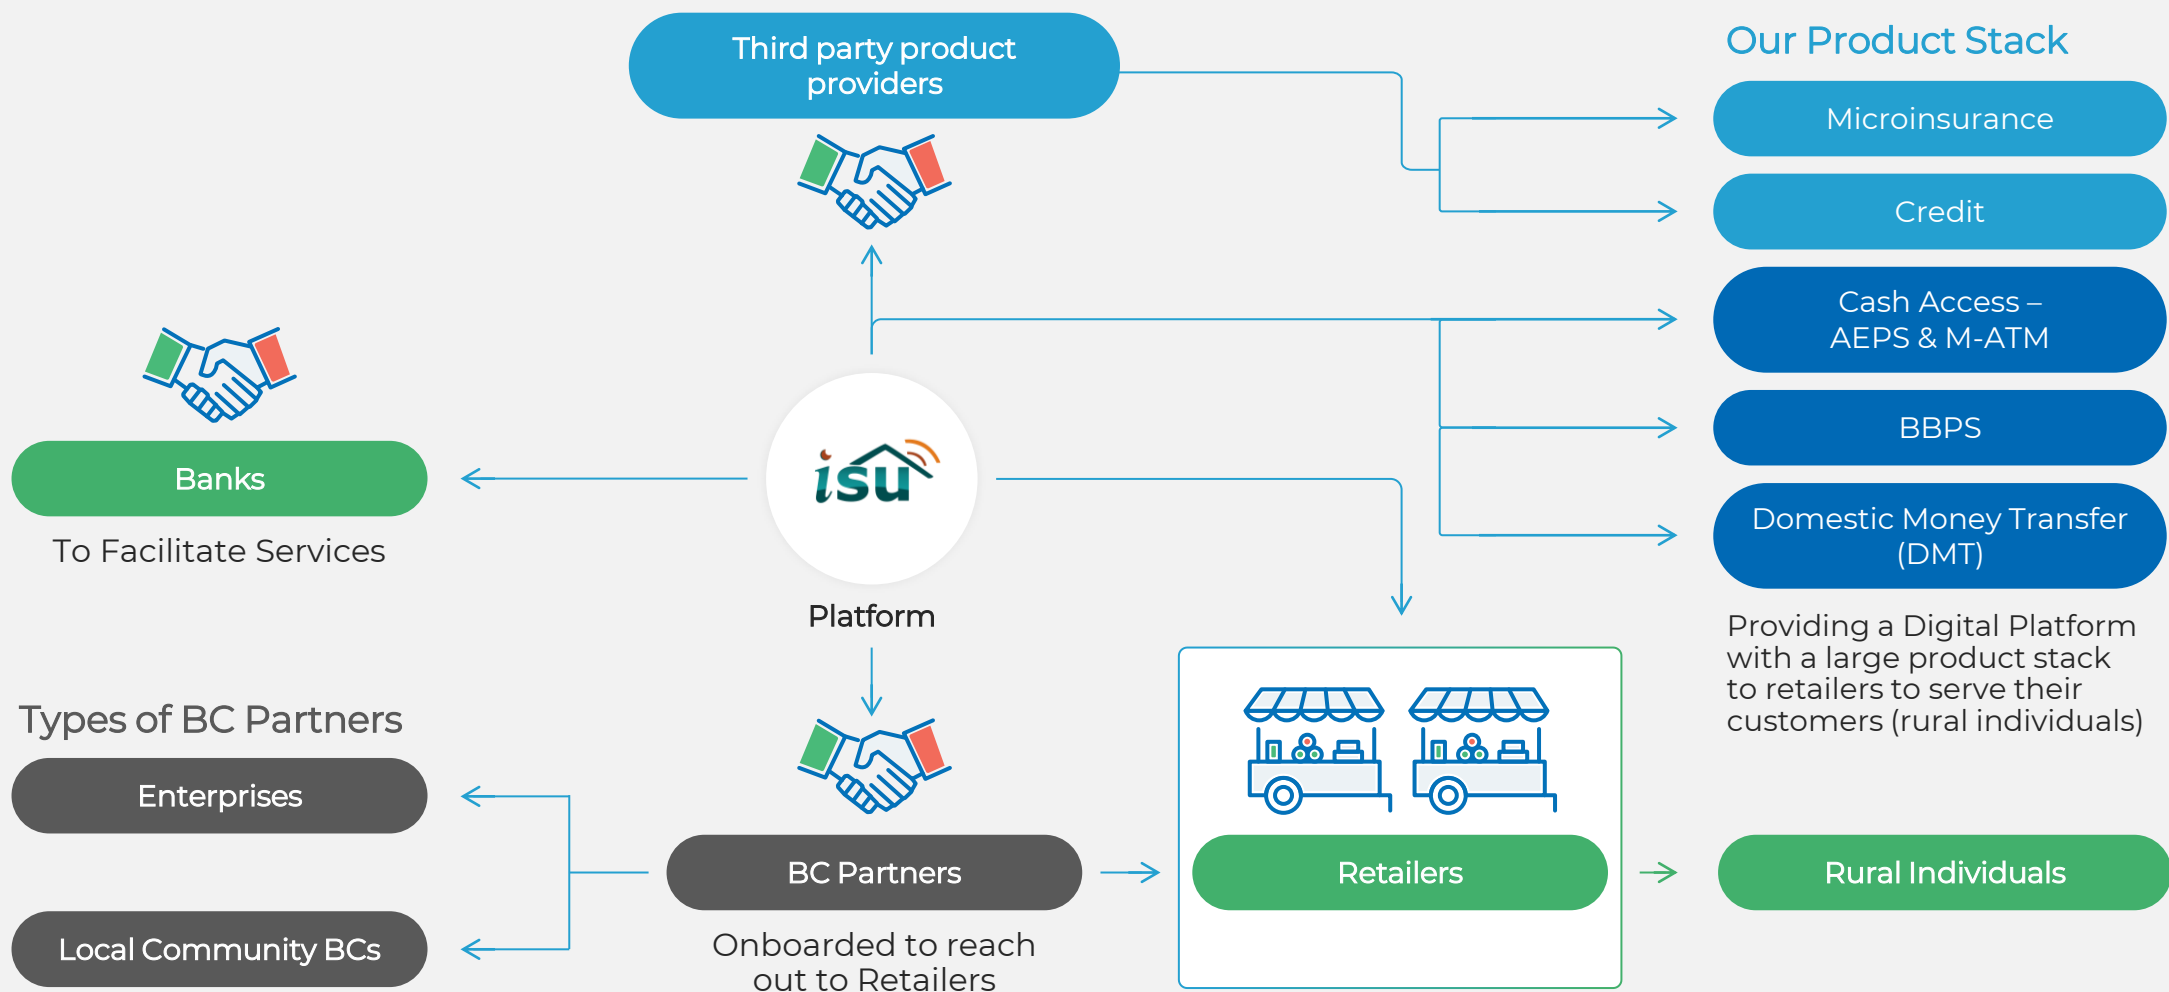 Third party product
providers
Our Product Stack
Microinsurance
Credit
Cash Access –
AEPS & M-ATM
BBPS
Domestic Money Transfer
(DMT)
Providing a Digital Platform
with a large product stack
to retailers to serve their
customers (rural individuals)
Banks
To Facilitate Services
isu
Platform
Types of BC Partners
Enterprises
Local Community BCs
BC Partners
Onboarded to reach
out to Retailers
Retailers
Rural Individuals